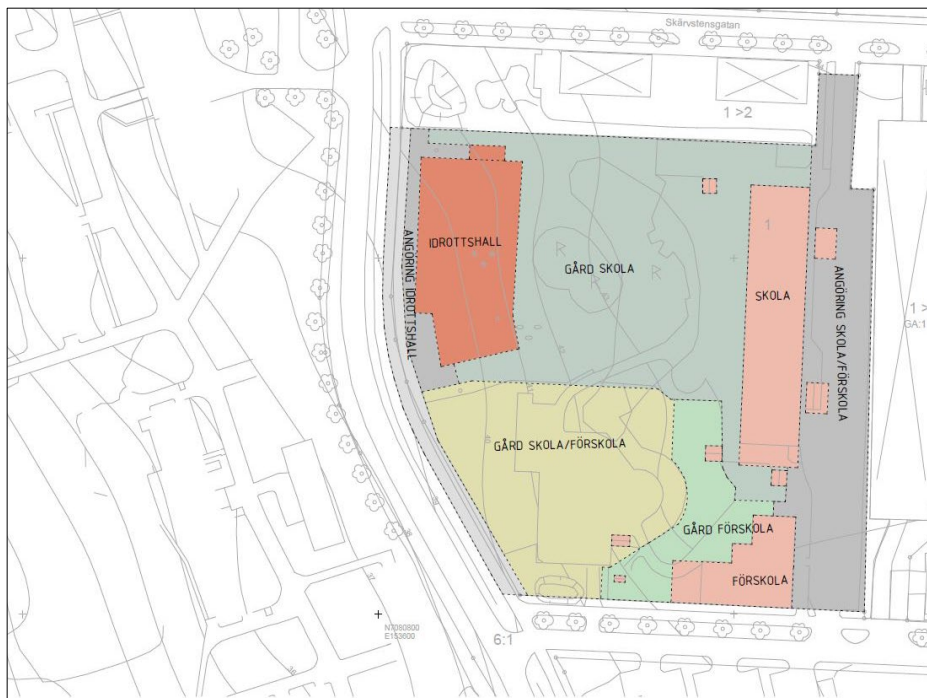 Skärvstensgatan
1 >2
IDROTTSHALL
ANGÖRING IDROTTSHALL
GÅRD SKOLA
1
SKOLA
ANGÖRING SKOLA/FÖRSKOLA
GA:1
GÅRD SKOLA/FÖRSKOLA
GÅRD FÖRSKOLA
FÖRSKOLA
N7080800
E153600
6:1